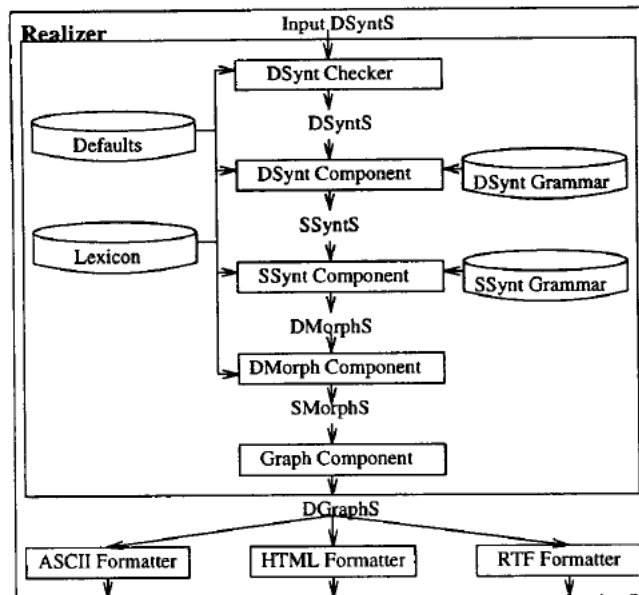 Realizer
Input DSyntS
DSynt Checker
DSyntS
Defaults
DSynt Component
DSynt Grammar
SSyntS
Lexicon
SSynt Component
SSynt Grammar
DMorphS
DMorph Component
SMorphS
Graph Component
DGraphS
ASCII Formatter
HTML Formatter
RTF Formatter